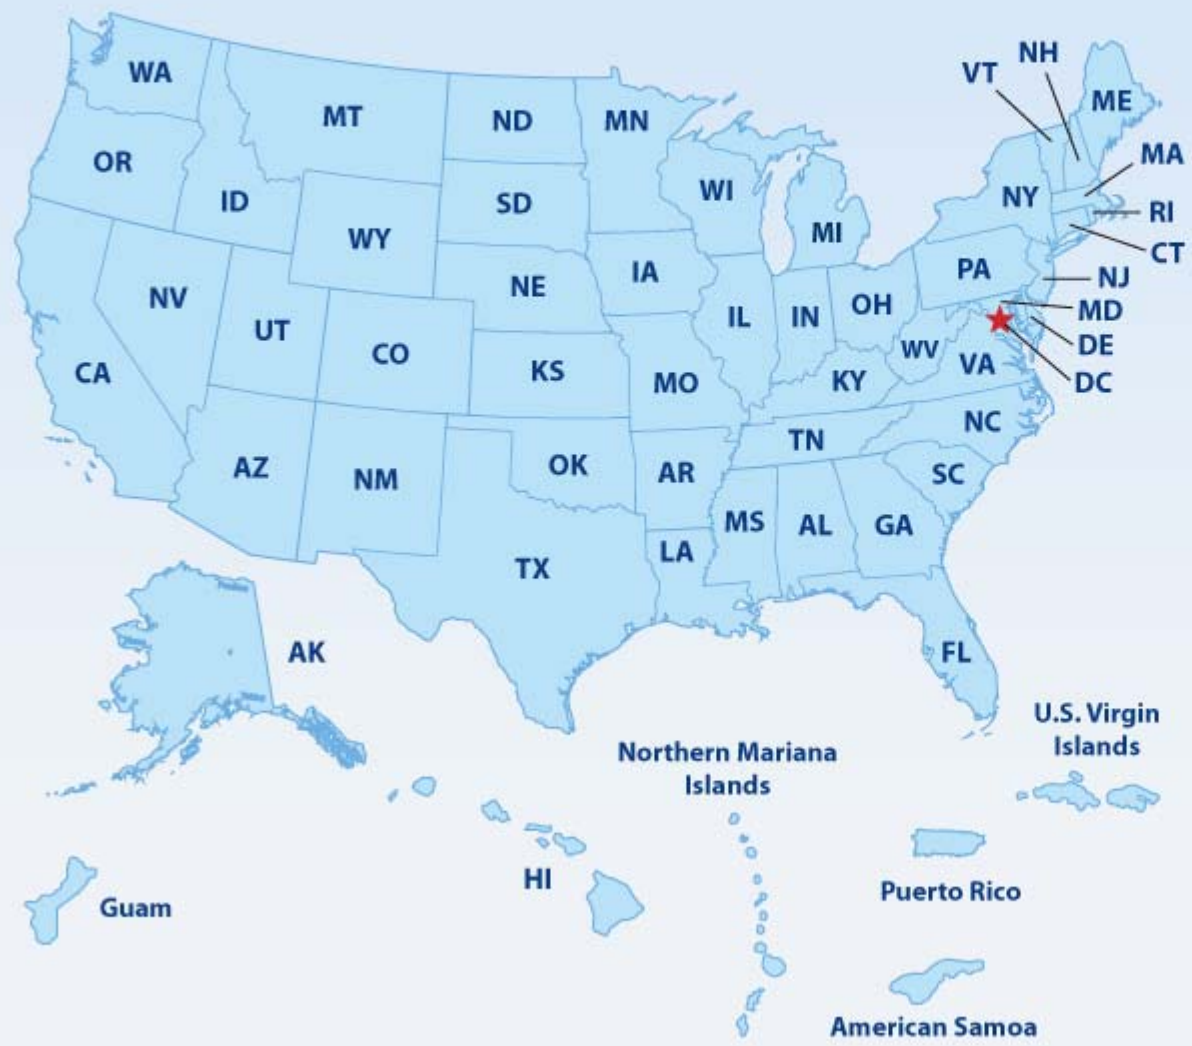 NH
VT
WA
ME
MT
ND
MN
MA
OR
WI
NY
ID
SD
RI
MI
WY
CT
PA
IA
NJ
NE
NV
OH
MD
IL
IN
UT
DE
WV
CO
VA
CA
KS
KY
DC
MO
NC
TN
AZ
OK
AR
SC
NM
MS
AL
GA
LA
TX
AK
FL
U.S. Virgin
Islands
Northern Mariana
Islands
HI
Puerto Rico
Guam
American Samoa